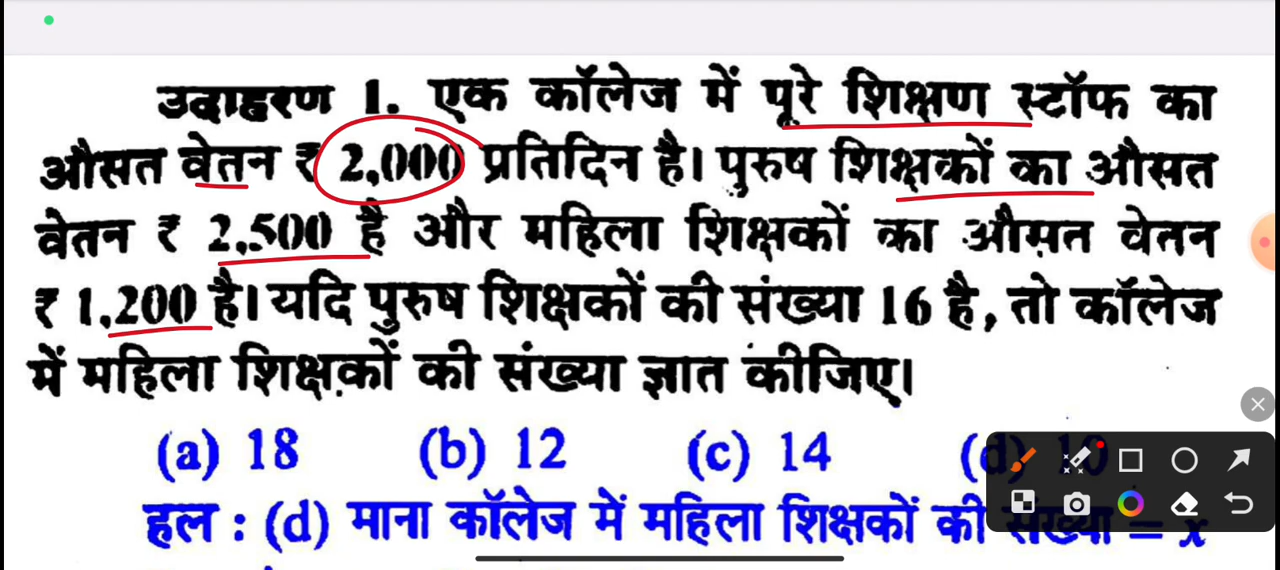 उदाहरण 1. एक कॉलेज में पूरे शिक्षण स्टॉफ का
औसत वेतन ₹ 2,000 प्रतिदिन है। पुरुष शिक्षकों का औसत
वेतन ₹ 2,500 है और महिला शिक्षकों का औसत वेतन
₹ 1,200 है। यदि पुरुष शिक्षकों की संख्या 16 है, तो कॉलेज
में महिला शिक्षकों की संख्या ज्ञात कीजिए।
(a) 18 (b) 12 (c) 14 (d) 10
हल : (d) माना कॉलेज में महिला शिक्षकों की संख्या = x